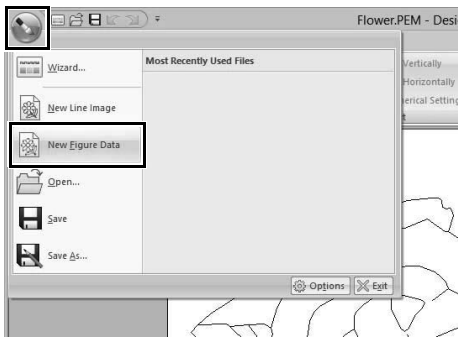 Flower.PEM - Desi
Wizard...
Most Recently Used Files
New Line Image
New Figure Data
Open...
Save
Save As...
Options
Exit
Vertically
Horizontally
erical Setting
t